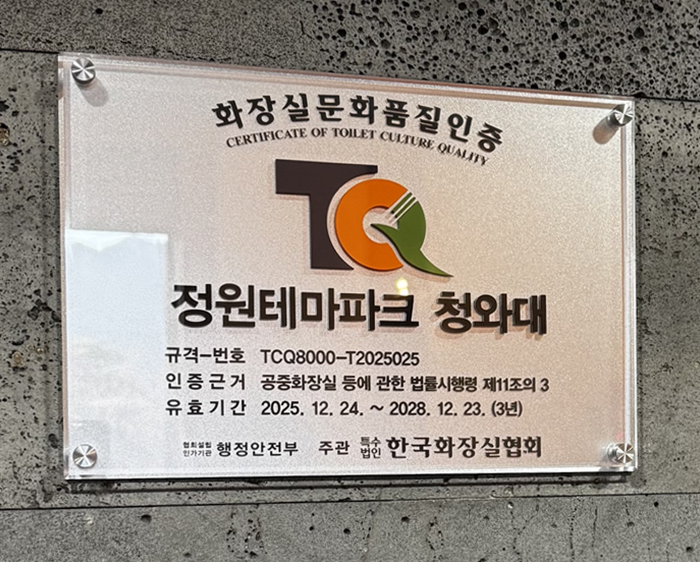 화장실문화품질인증
CERTIFICATE OF TOILET CULTURE QUALITY
TCQ
정원테마파크 청와대
규격-번호 TCQ8000-T2025025
인증근거 공중화장실 등에 관한 법률시행령 제11조의 3
유효기간 2025. 12. 24. ~ 2028. 12. 23. (3년)
협회설립 인가기관 행정안전부 주관 특수법인 한국화장실협회